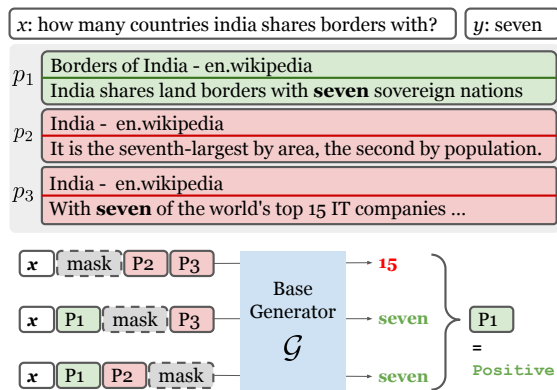 x: how many countries india shares borders with? y: seven
p1
Borders of India - en.wikipedia
India shares land borders with seven sovereign nations
p2
India - en.wikipedia
It is the seventh-largest by area, the second by population.
p3
India - en.wikipedia
With seven of the world's top 15 IT companies ...
x mask P2 P3 15
x P1 mask P3 seven
x P1 P2 mask seven
Base
Generator
G
P1
=
Positive